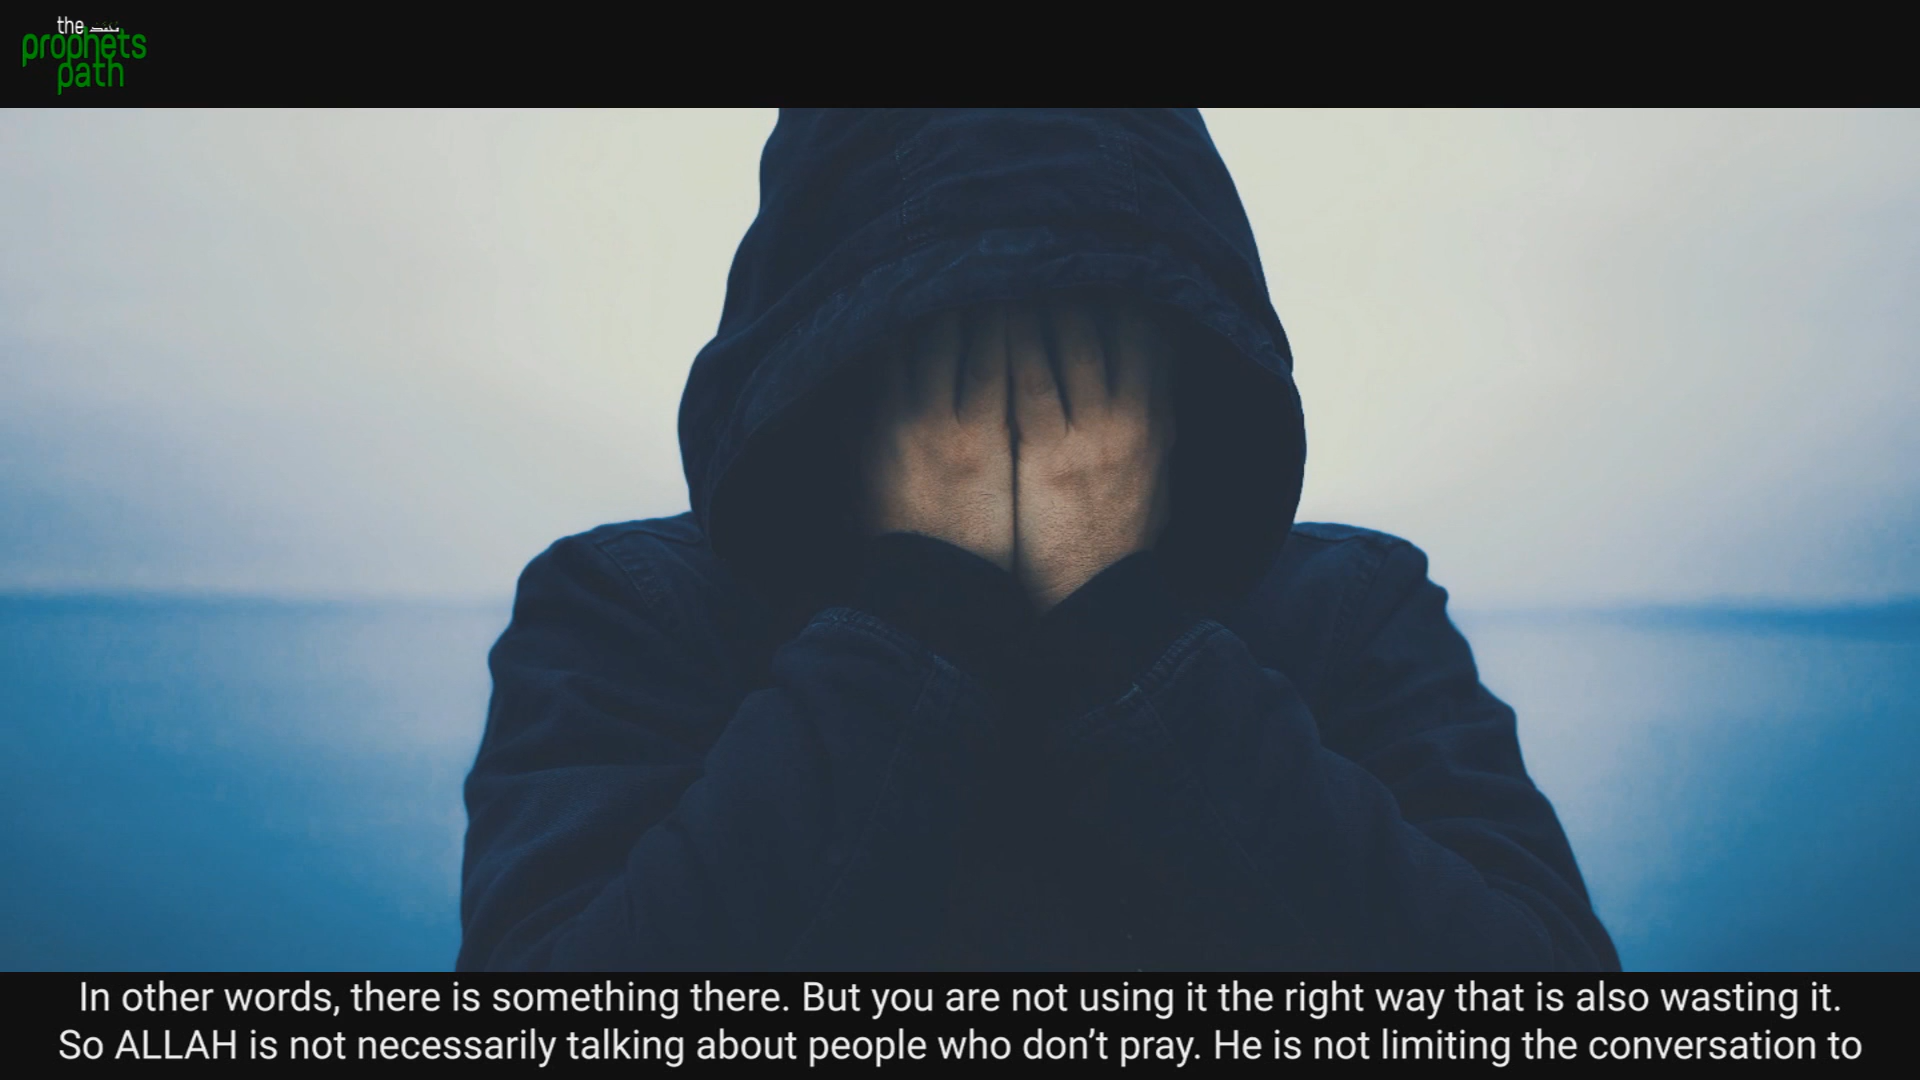 the
prophets
path
In other words, there is something there. But you are not using it the right way that is also wasting it.
So ALLAH is not necessarily talking about people who don’t pray. He is not limiting the conversation to